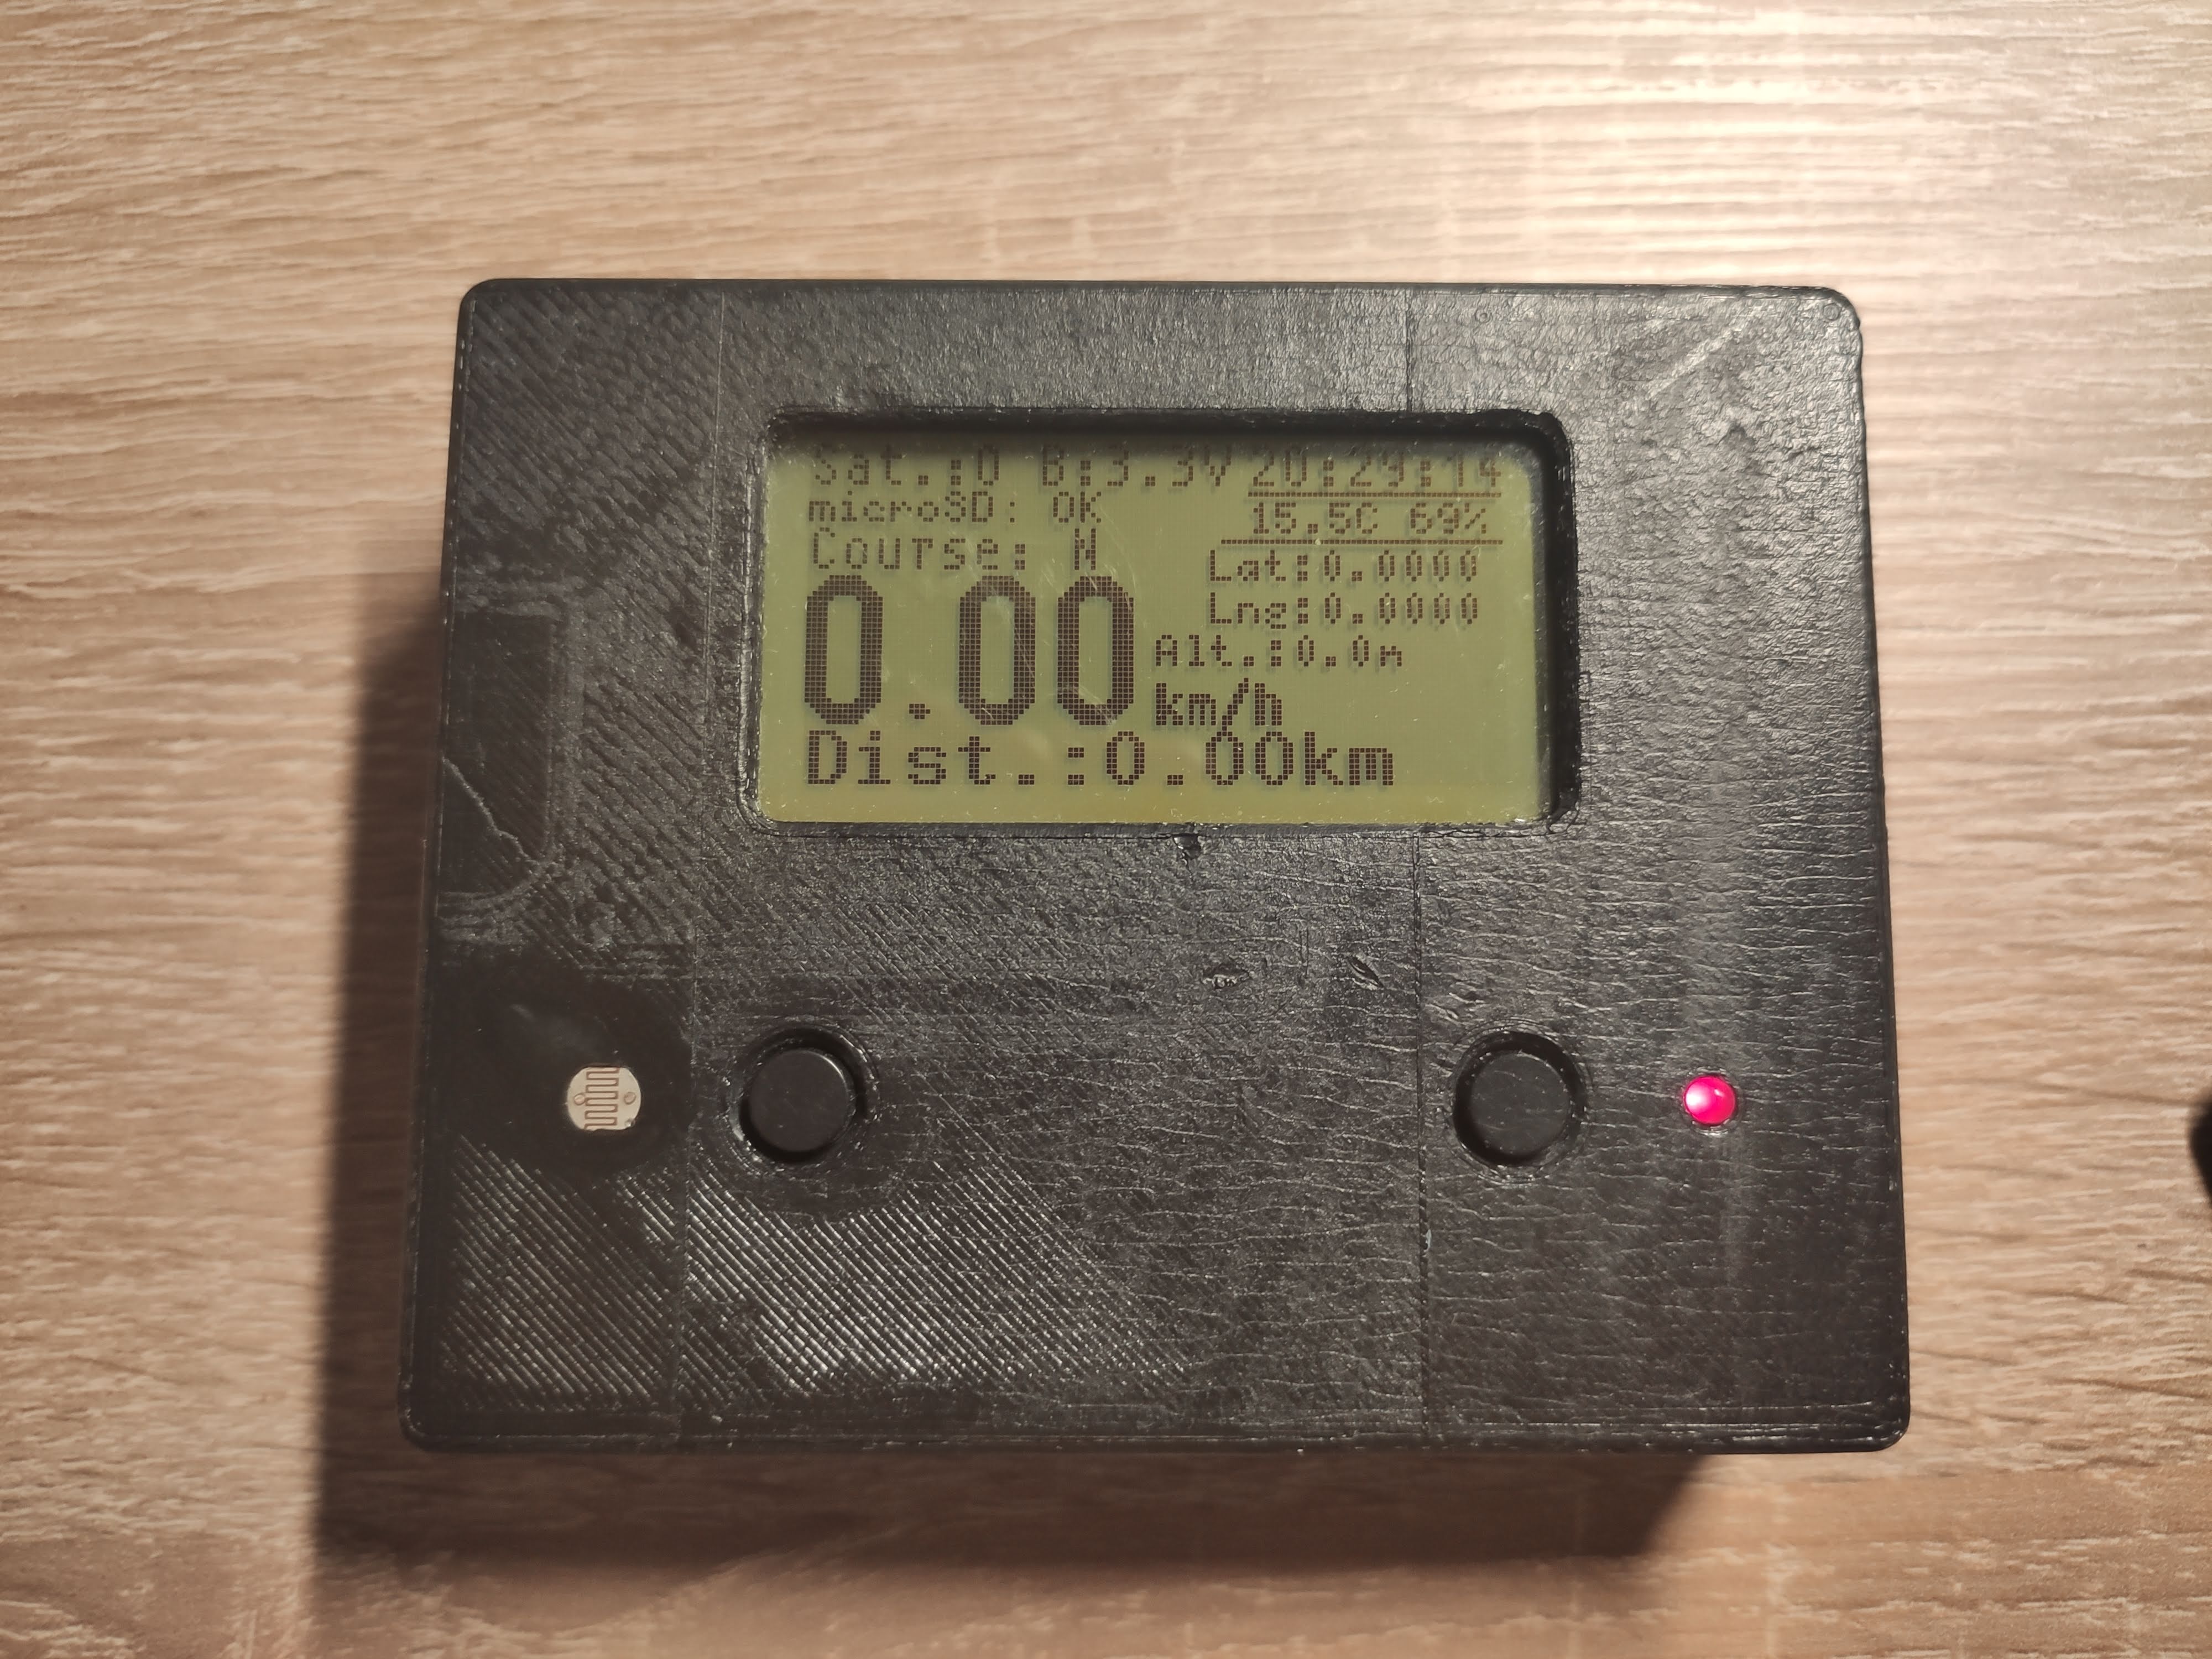 Sat.:0 B:3.3V 20:29:14
microSD: OK
15.5C 69%
Course: N
Lat:0.0000
Lng:0.0000
0.00
Alt.:0.0m
km/h
Dist.:0.00km